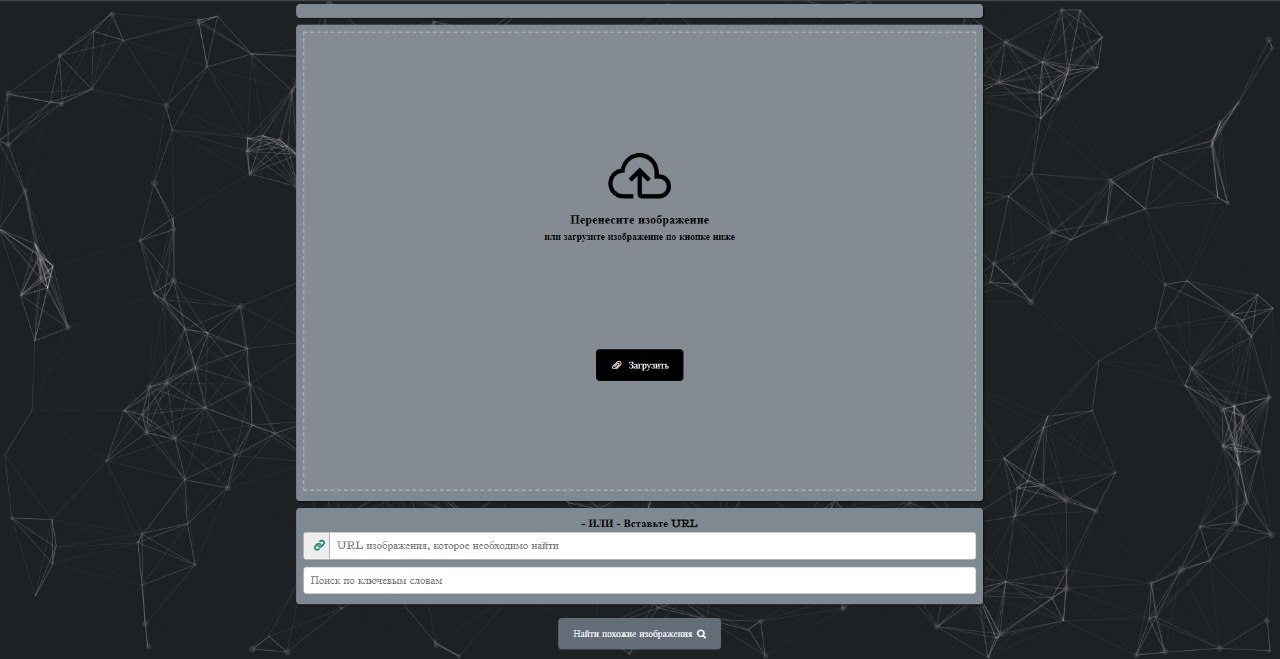 Перенесите изображение
или загрузите изображение по кнопке ниже
Загрузить
- ИЛИ - Вставьте URL
URL изображения, которое необходимо найти
Поиск по ключевым словам
Найти похожие изображения